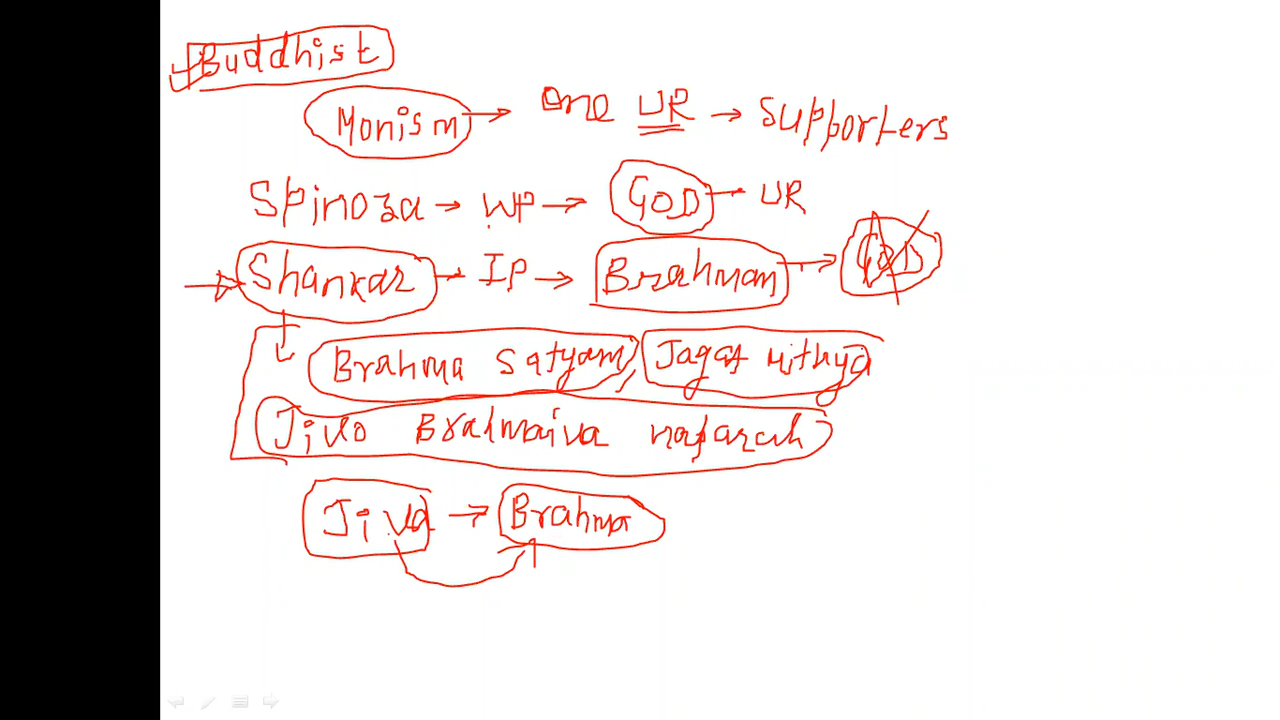 Buddhist
Monism → One UR → Supporters
Spinoza → WP → GOD — UR
→ Shankar → IP → Brahman → GOD
Brahma Satyam, Jagat mithya
Jivo Brahmaiva naparah
Jiva → Brahma